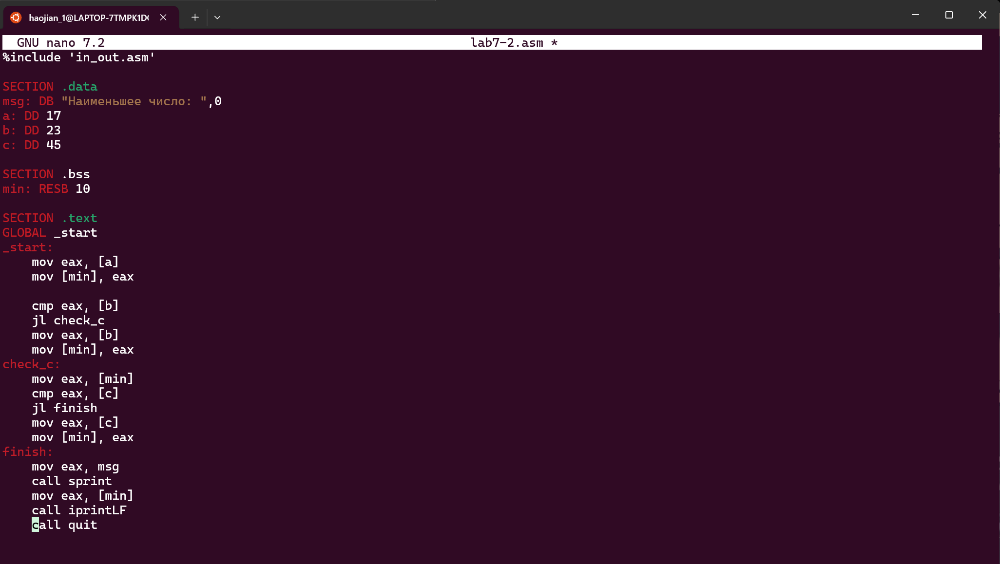 haojian_1@LAPTOP-7TMPK1D
GNU nano 7.2 lab7-2.asm *
%include 'in_out.asm'
SECTION .data
msg: DB "Наименьшее число: ",0
a: DD 17
b: DD 23
c: DD 45
SECTION .bss
min: RESB 10
SECTION .text
GLOBAL _start
_start:
    mov eax, [a]
    mov [min], eax
    cmp eax, [b]
    jl check_c
    mov eax, [b]
    mov [min], eax
check_c:
    mov eax, [min]
    cmp eax, [c]
    jl finish
    mov eax, [c]
    mov [min], eax
finish:
    mov eax, msg
    call sprint
    mov eax, [min]
    call iprintLF
    call quit